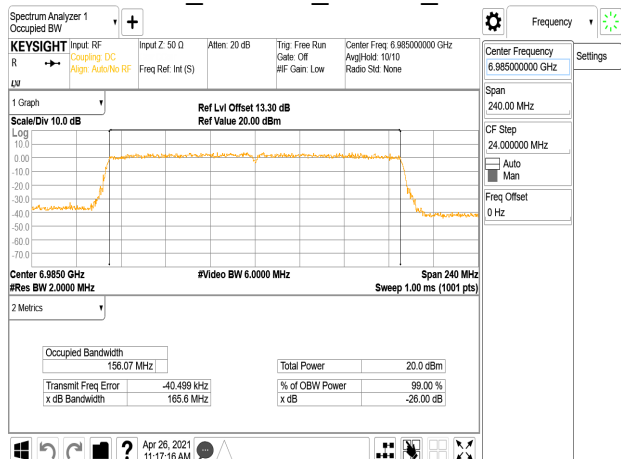 Spectrum Analyzer 1
Occupied BW
Frequency
KEYSIGHT
R
Input: RF
Coupling: DC
Align: Auto/No RF
Input Z: 50 Ω
Freq Ref: Int (S)
Atten: 20 dB
Trig: Free Run
Gate: Off
#IF Gain: Low
Center Freq: 6.985000000 GHz
Avg|Hold: 10/10
Radio Std: None
1 Graph
Scale/Div 10.0 dB
Ref Lvl Offset 13.30 dB
Ref Value 20.00 dBm
Log
10.0
0.00
-10.0
-20.0
-30.0
-40.0
-50.0
-60.0
-70.0
Center 6.9850 GHz
#Res BW 2.0000 MHz
#Video BW 6.0000 MHz
Span 240 MHz
Sweep 1.00 ms (1001 pts)
2 Metrics
Occupied Bandwidth
156.07 MHz
Transmit Freq Error -40.499 kHz
x dB Bandwidth 165.6 MHz
Total Power 20.0 dBm
% of OBW Power 99.00 %
x dB -26.00 dB
Center Frequency
6.985000000 GHz
Span
240.00 MHz
CF Step
24.000000 MHz
Auto
Man
Freq Offset
0 Hz
Settings
?
Apr 26, 2021
11:17:16 AM